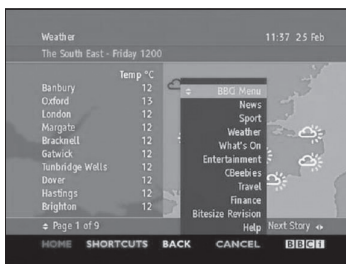 Weather 11:37 25 Feb
The South East - Friday 1200
Temp °C
Banbury 12
Oxford 13
London 12
Margate 12
Bracknell 12
Gatwick 12
Tunbridge Wells 12
Dover 12
Hastings 12
Brighton 12
BBCi Menu
News
Sport
Weather
What's On
Entertainment
CBeebies
Travel
Finance
Bitesize Revision
Help
Page 1 of 9 Next Story
HOME SHORTCUTS BACK CANCEL BBCi